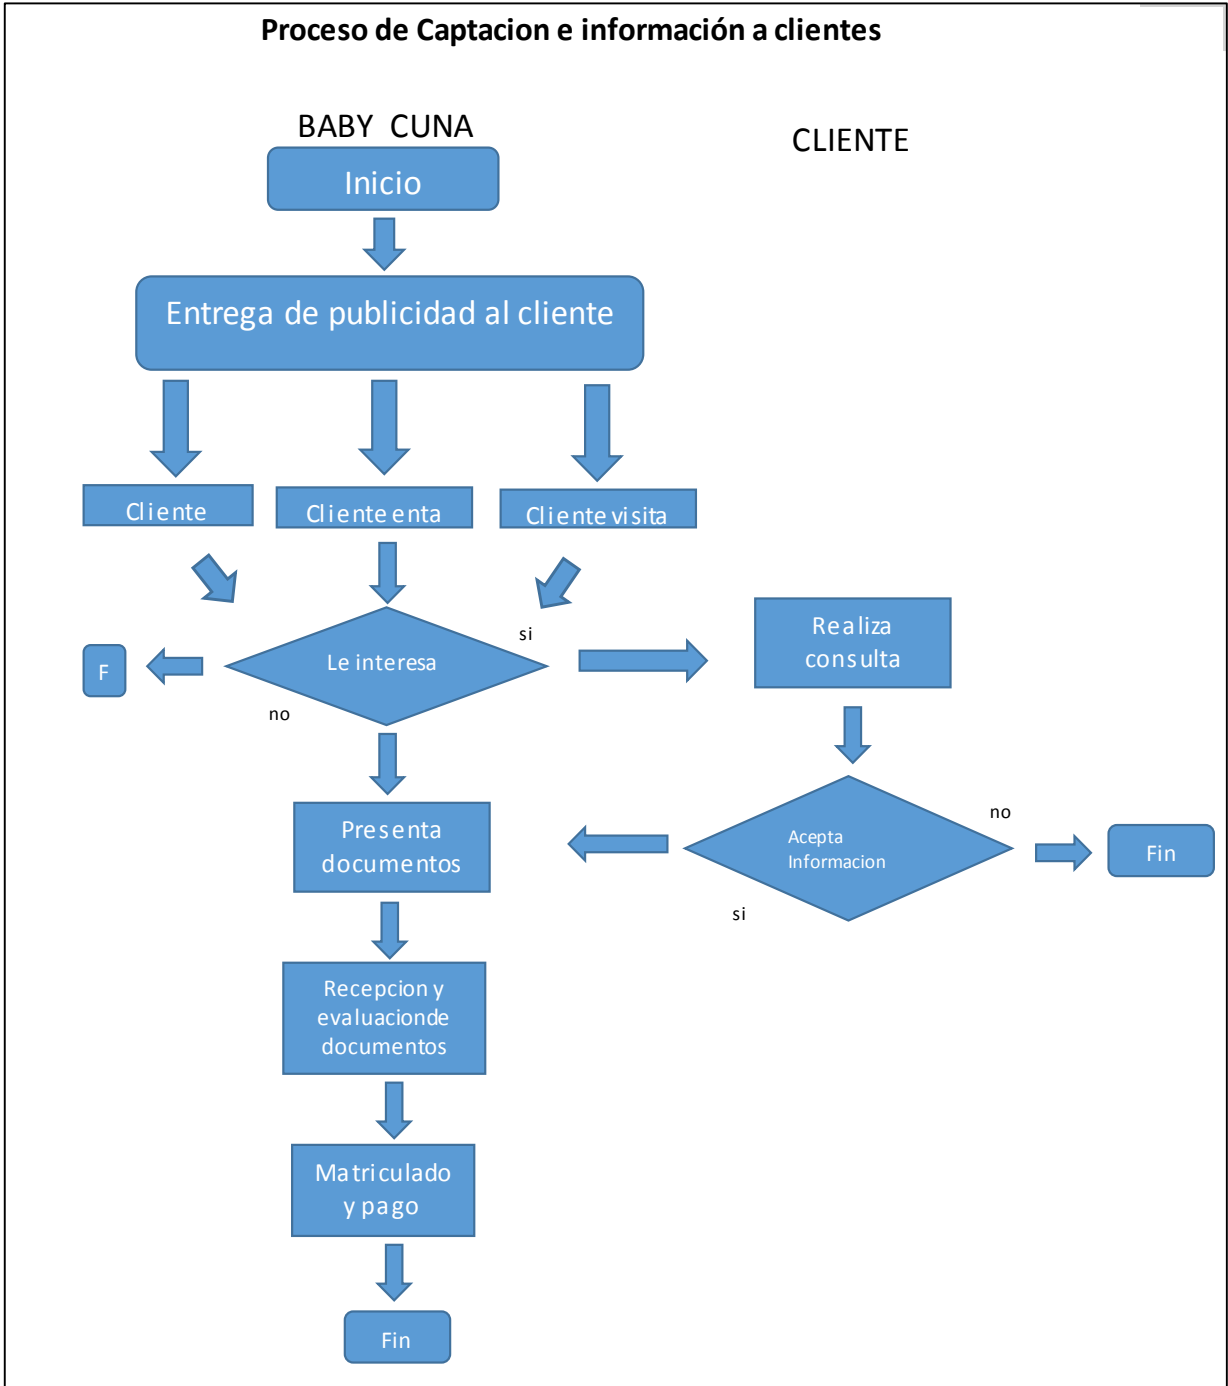 Proceso de Captacion e información a clientes
BABY CUNA
CLIENTE
Inicio
Entrega de publicidad al cliente
Cliente
Cliente enta
Cliente visita
si
Le interesa
F
no
Realiza
consulta
Presenta
documentos
no
Acepta
Informacion
Fin
si
Recepcion y
evaluacionde
documentos
Matriculado
y pago
Fin